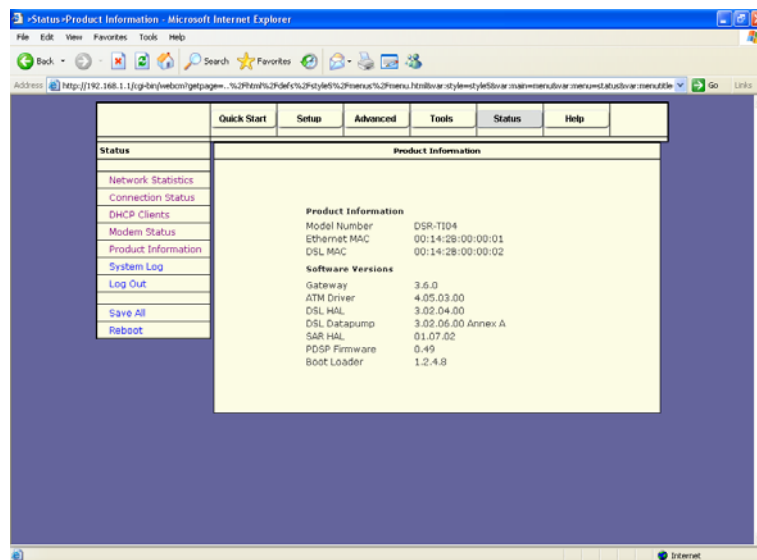 >Status>Product Information - Microsoft Internet Explorer
File Edit View Favorites Tools Help
Back Search Favorites
Address http://192.168.1.1/cgi-bin/webcm?getpage=..%2Fhtml%2Fdefs%2Fstyle5%2Fmenus%2Fmenu.html&var:style=style5&var:main=menu&var:menu=status&var:menutitle Go Links
Quick Start Setup Advanced Tools Status Help
Status
Product Information
Network Statistics
Connection Status
DHCP Clients
Modem Status
Product Information
System Log
Log Out
Save All
Reboot
Product Information
Model Number DSR-TI04
Ethernet MAC 00:14:28:00:00:01
DSL MAC 00:14:28:00:00:02
Software Versions
Gateway 3.6.0
ATM Driver 4.05.03.00
DSL HAL 3.02.04.00
DSL Datapump 3.02.06.00 Annex A
SAR HAL 01.07.02
PDSP Firmware 0.49
Boot Loader 1.2.4.8
Internet